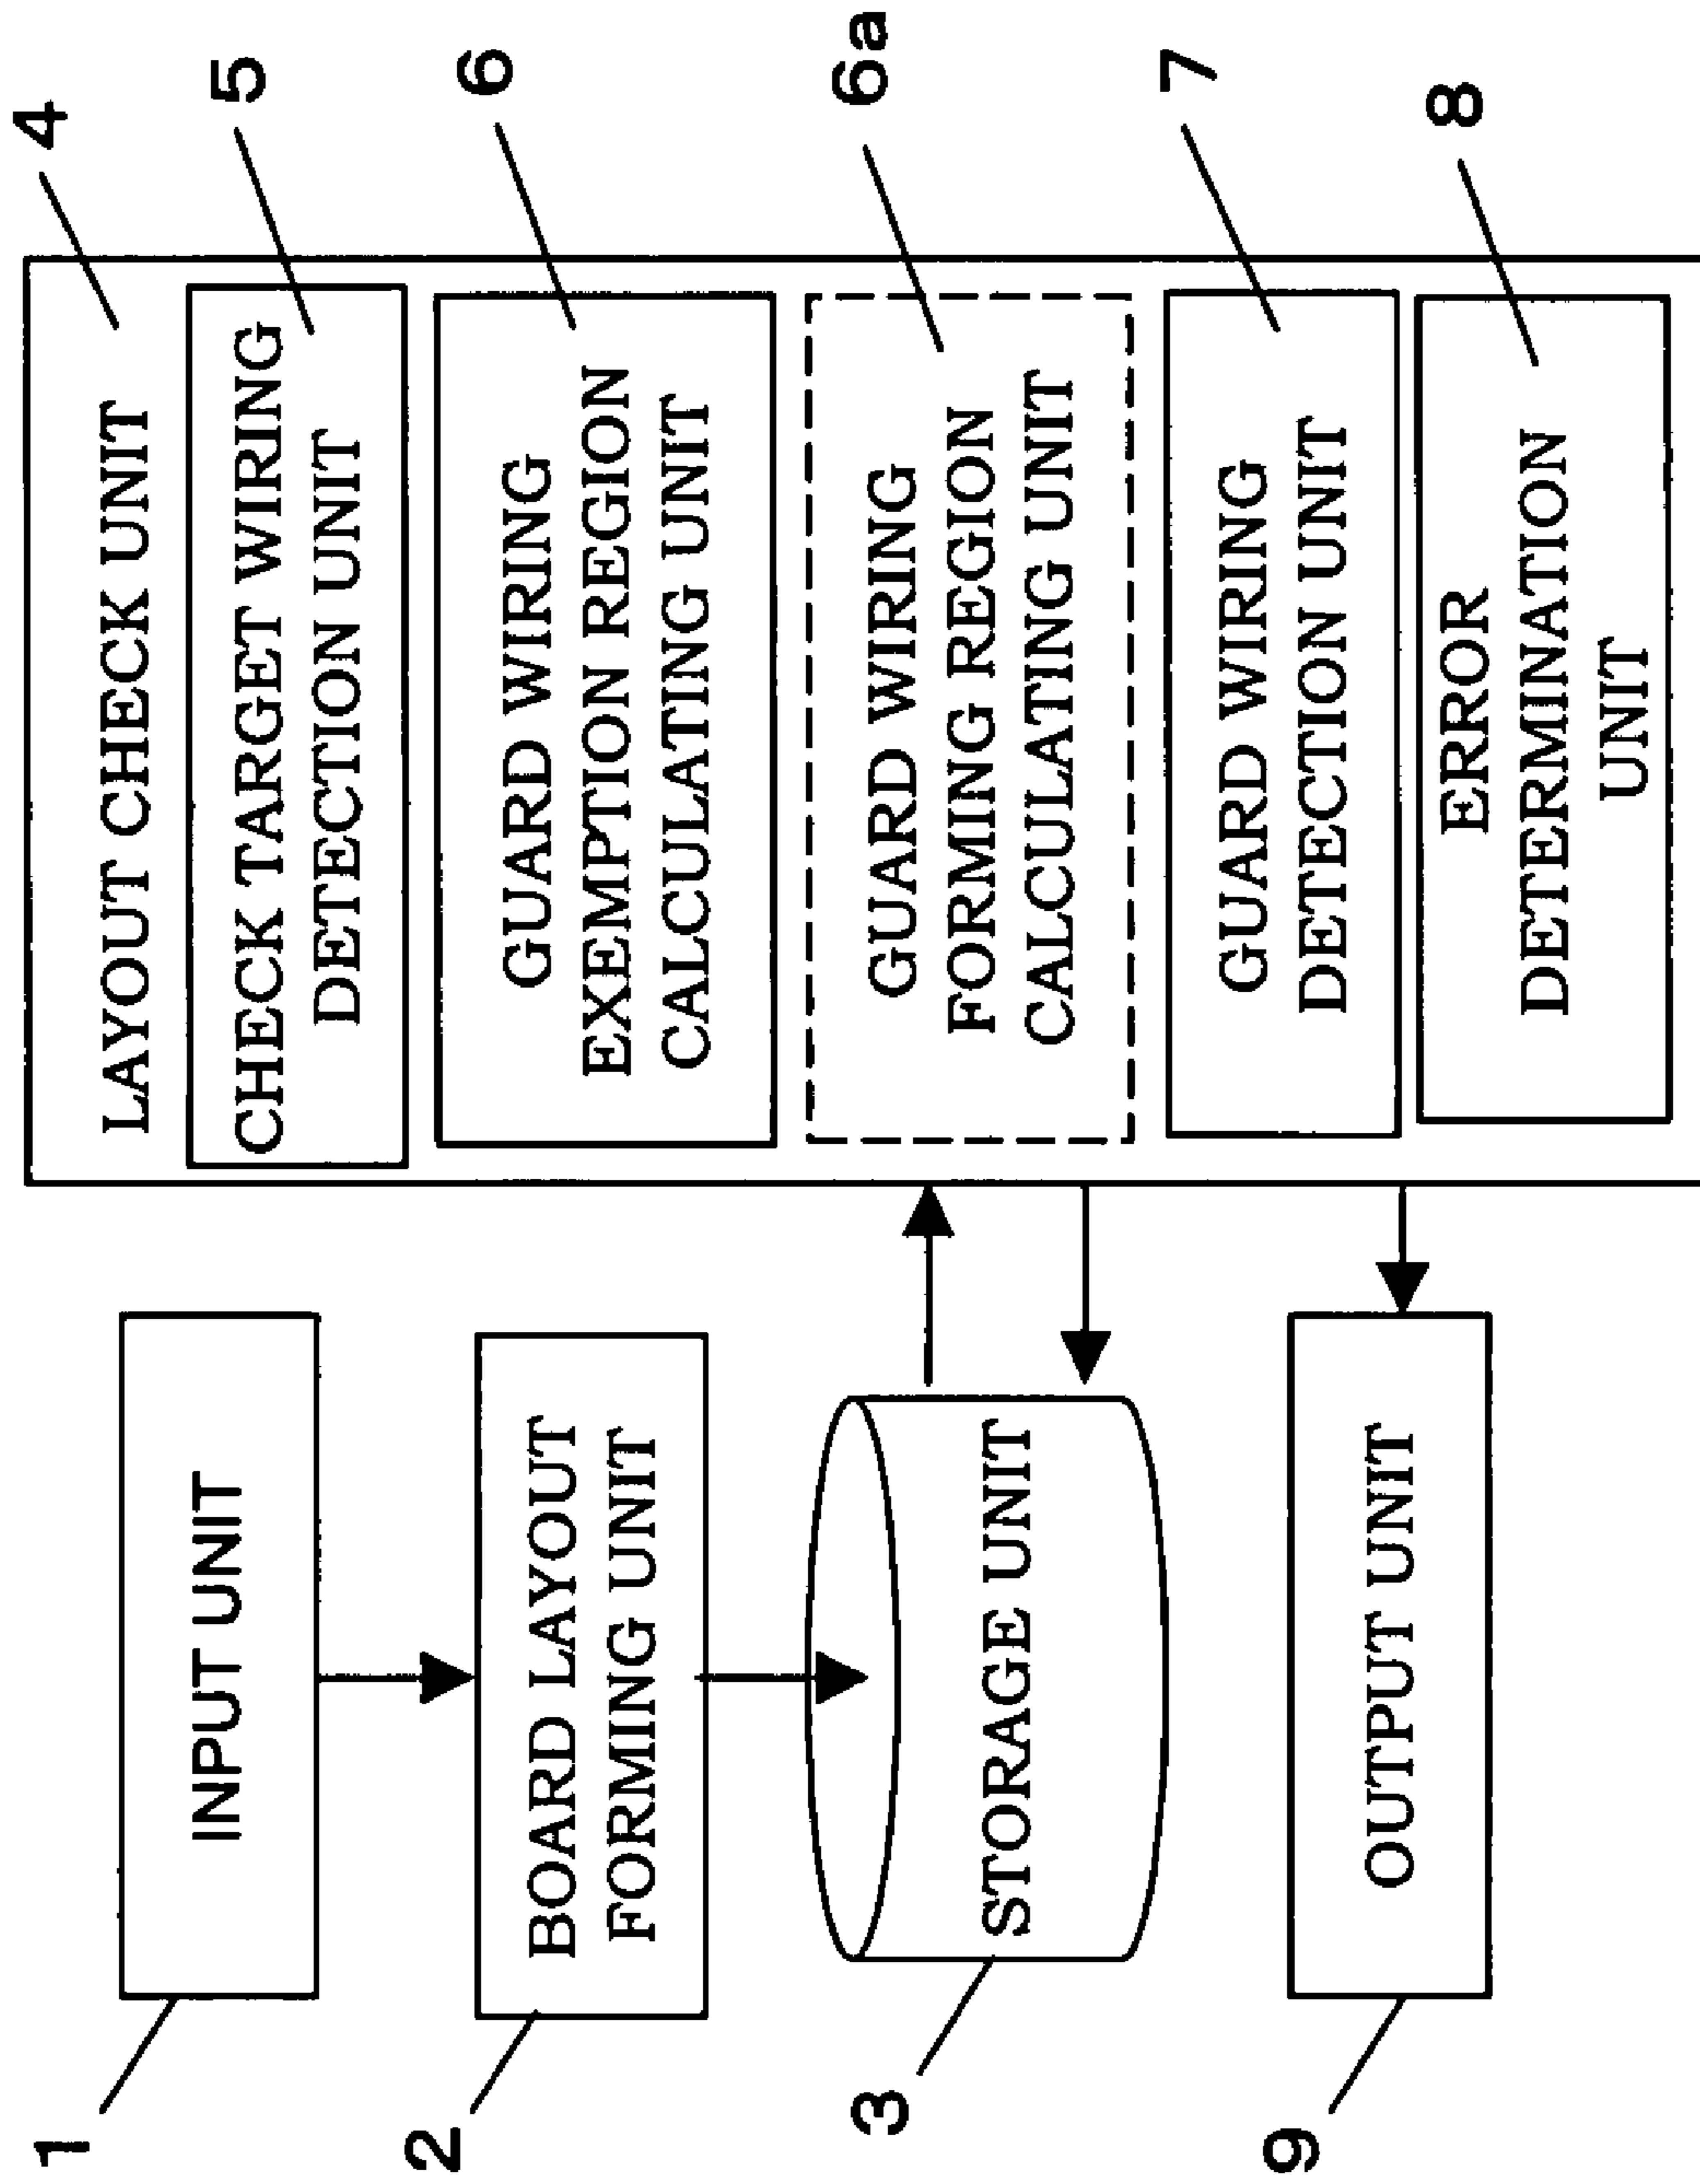 1
INPUT UNIT
2
BOARD LAYOUT
FORMING UNIT
3
STORAGE UNIT
9
OUTPUT UNIT
4
LAYOUT CHECK UNIT
5
CHECK TARGET WIRING
DETECTION UNIT
6
GUARD WIRING
EXEMPTION REGION
CALCULATING UNIT
6a
GUARD WIRING
FORMING REGION
CALCULATING UNIT
7
GUARD WIRING
DETECTION UNIT
8
ERROR
DETERMINATION
UNIT